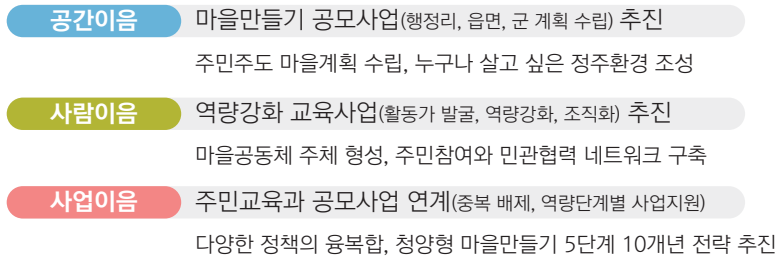 공간이음 마을만들기 공모사업(행정리, 읍면, 군 계획 수립) 추진
주민주도 마을계획 수립, 누구나 살고 싶은 정주환경 조성
사람이음 역량강화 교육사업(활동가 발굴, 역량강화, 조직화) 추진
마을공동체 주체 형성, 주민참여와 민관협력 네트워크 구축
사업이음 주민교육과 공모사업 연계(중복 배제, 역량단계별 사업지원)
다양한 정책의 융복합, 청양형 마을만들기 5단계 10개년 전략 추진